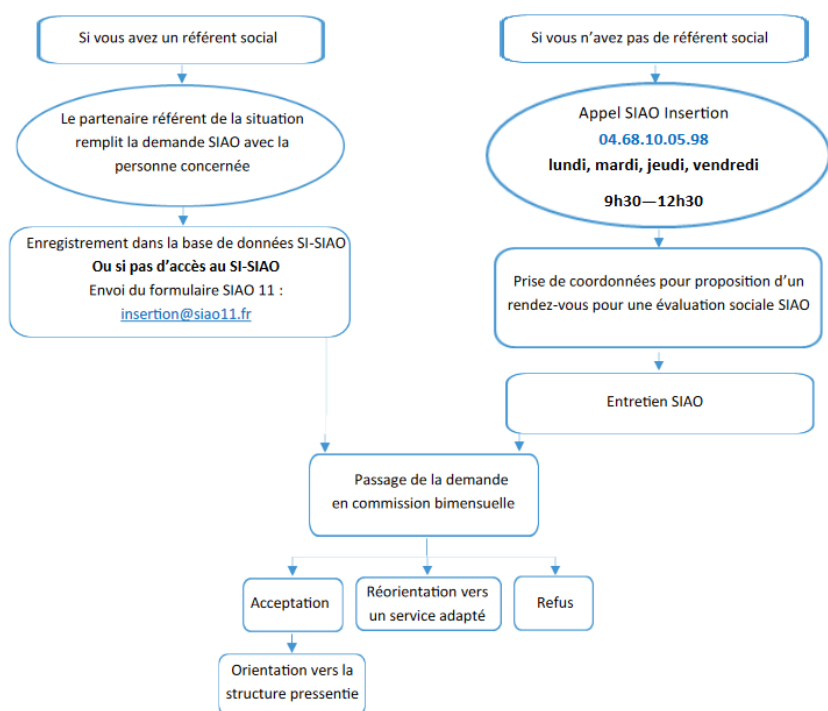 Si vous avez un référent social
Si vous n'avez pas de référent social
Le partenaire référent de la situation
remplit la demande SIAO avec la
personne concernée
Appel SIAO Insertion
04.68.10.05.98
lundi, mardi, jeudi, vendredi
9h30—12h30
Enregistrement dans la base de données SI-SIAO
Ou si pas d'accès au SI-SIAO
Envoi du formulaire SIAO 11 :
insertion@siao11.fr
Prise de coordonnées pour proposition d'un
rendez-vous pour une évaluation sociale SIAO
Entretien SIAO
Passage de la demande
en commission bimensuelle
Acceptation
Réorientation vers
un service adapté
Refus
Orientation vers la
structure pressentie